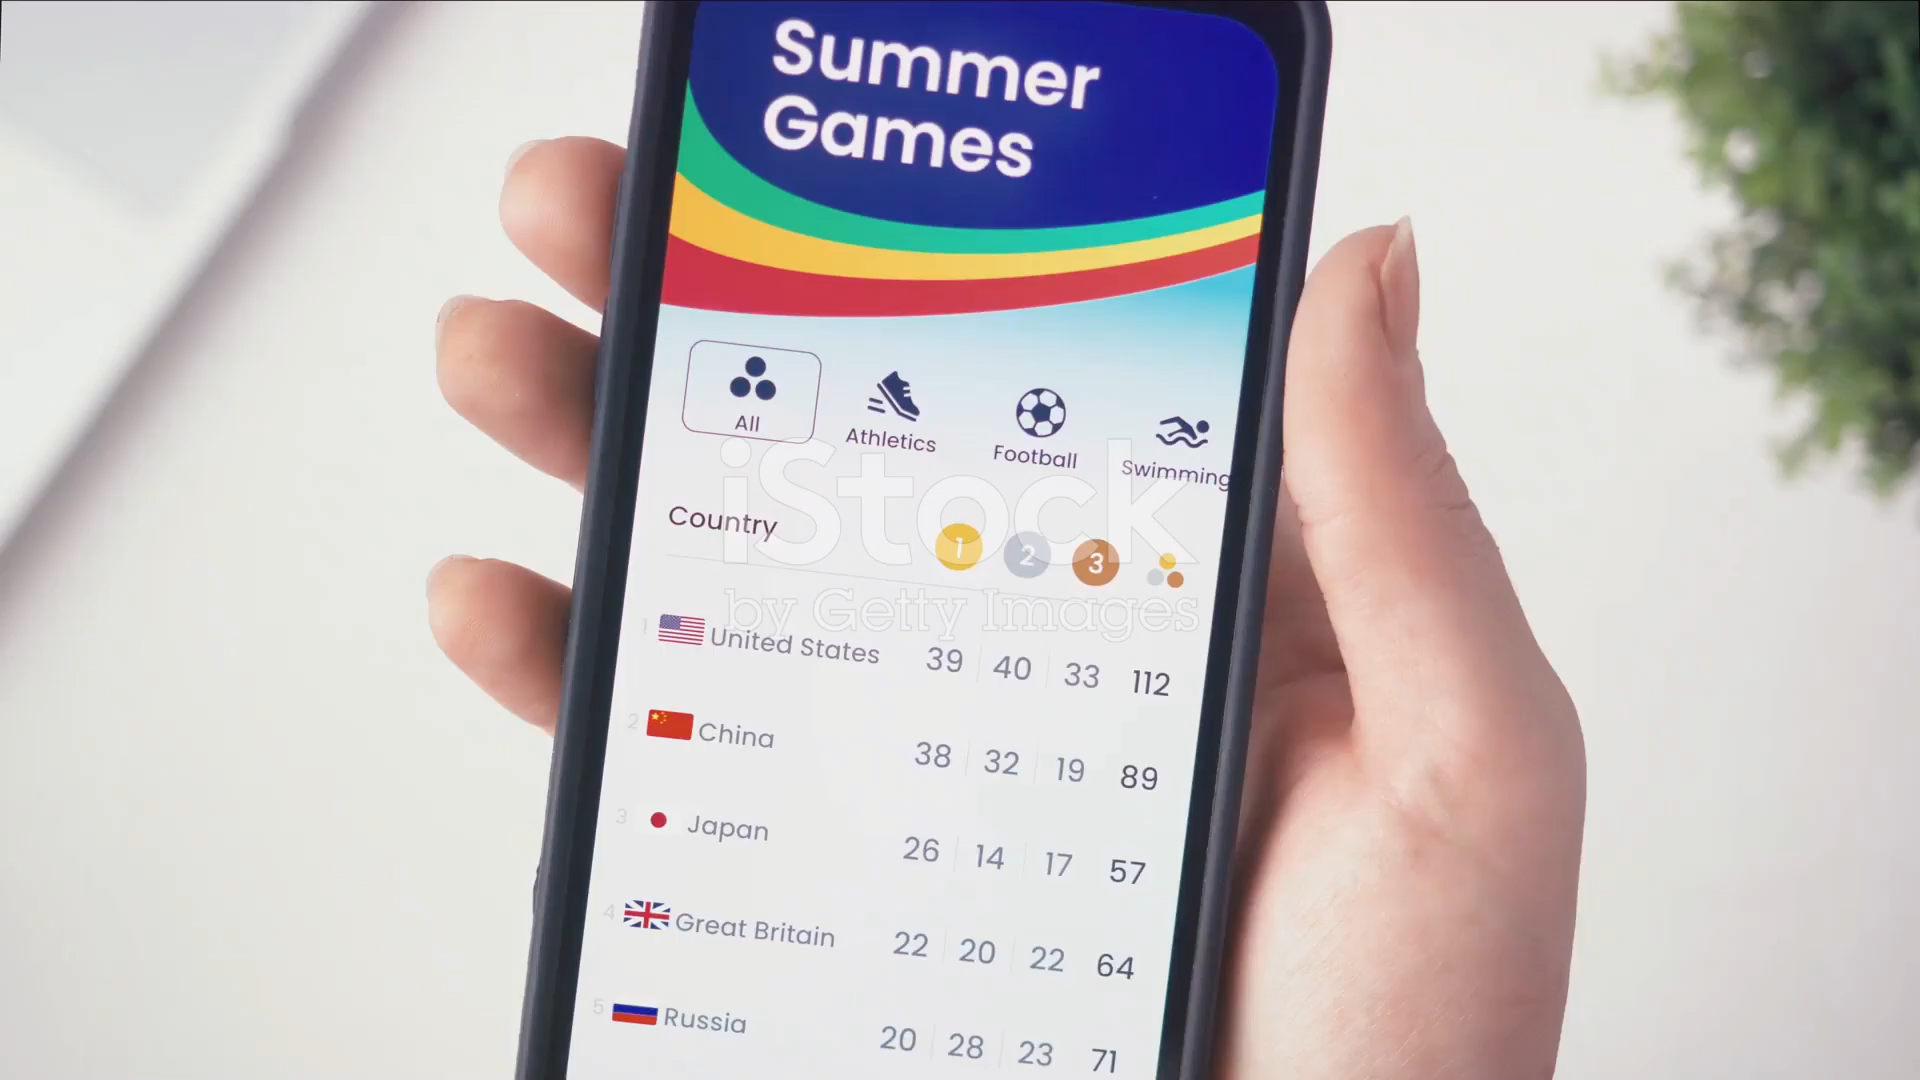 Summer
Games
All
Athletics
Football
Swimming
iStock
by Getty Images
Country 1 2 3
1 United States 39 40 33 112
2 China 38 32 19 89
3 Japan 26 14 17 57
4 Great Britain 22 20 22 64
5 Russia 20 28 23 71